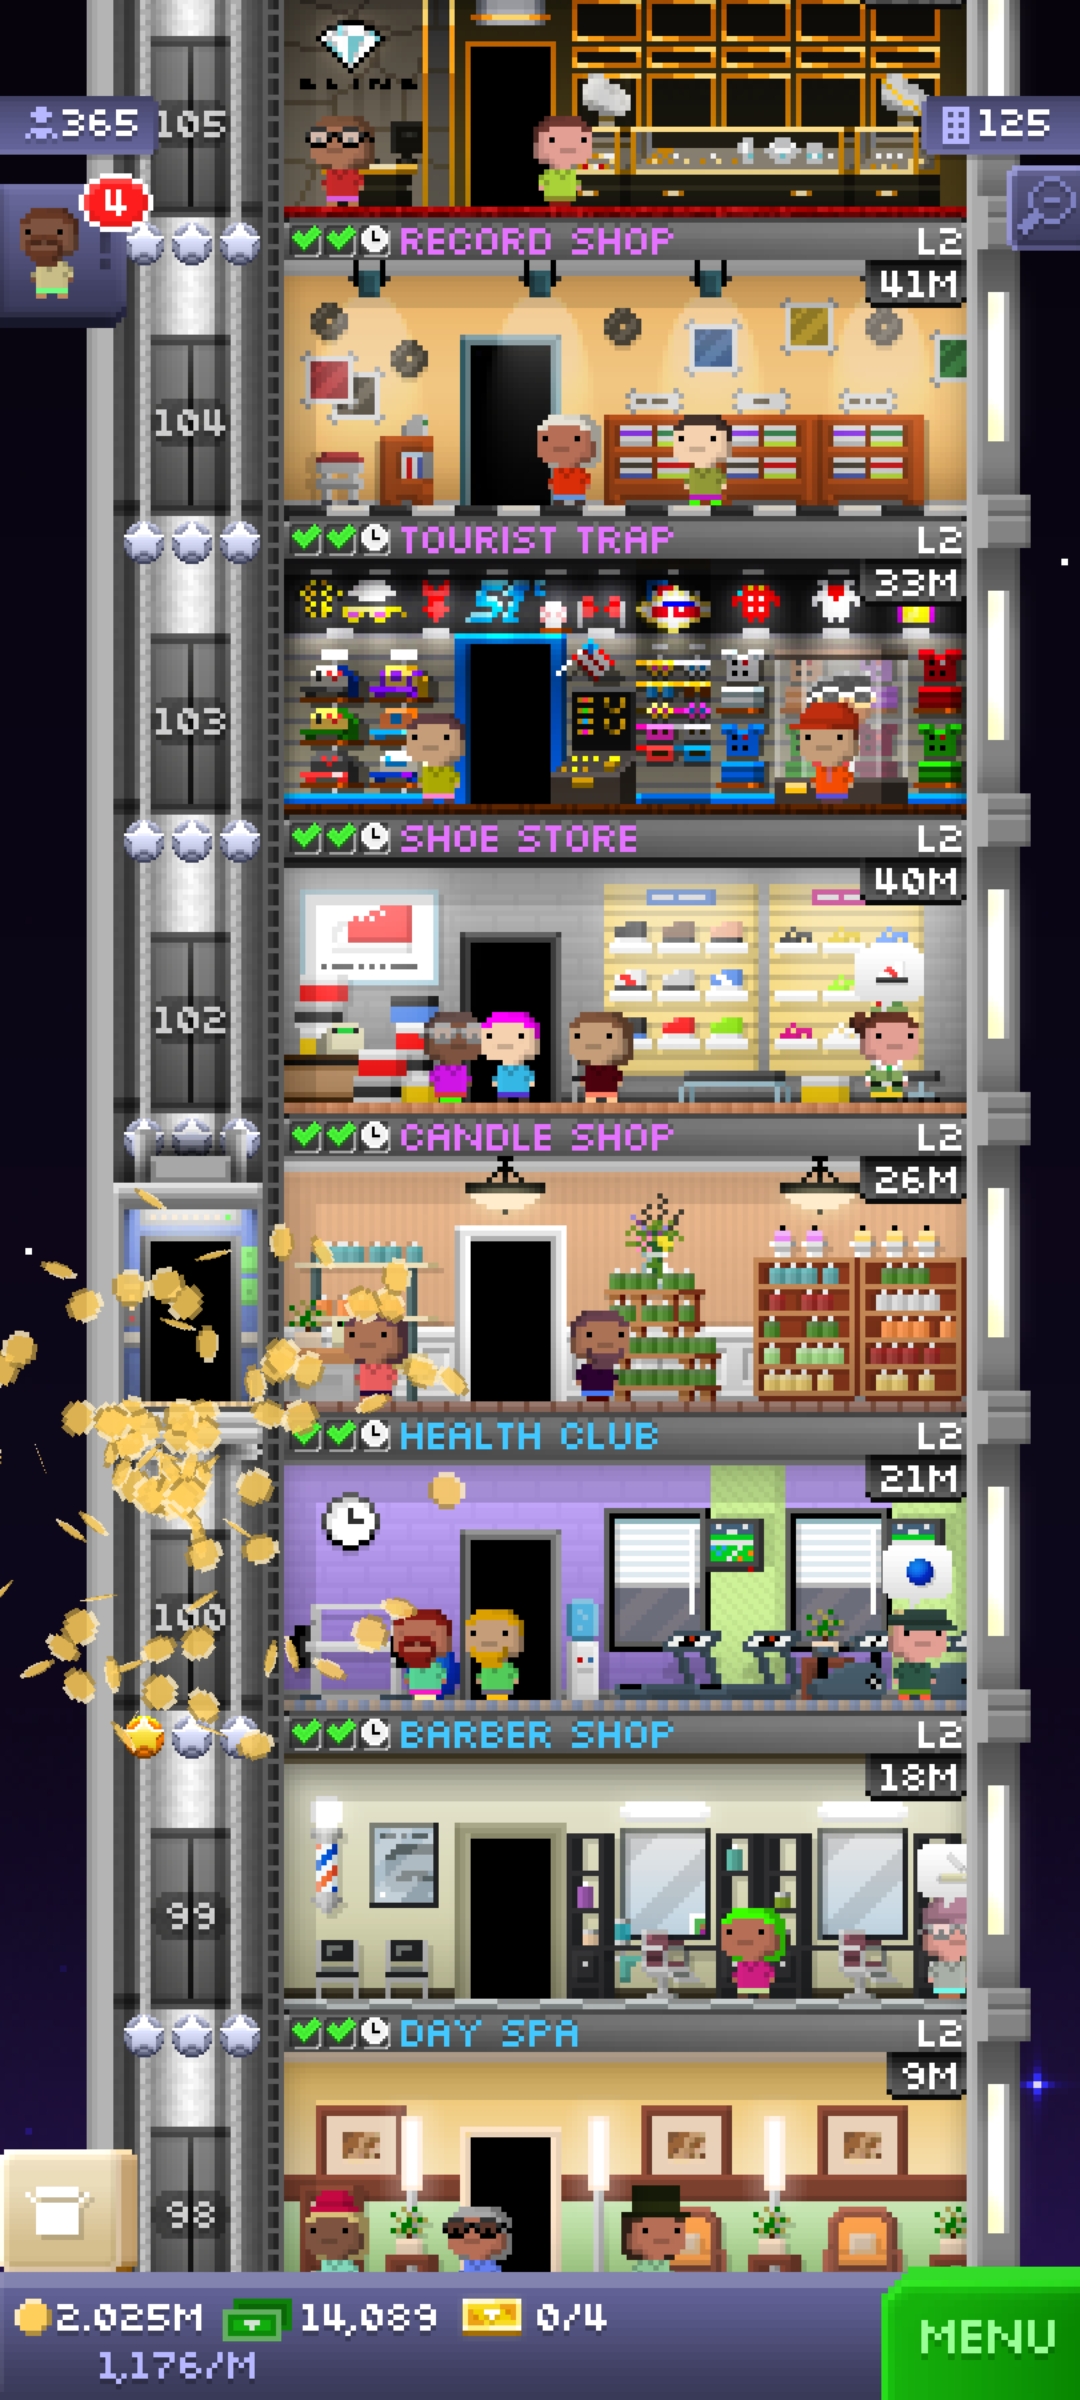 365
105
125
4
RECORD SHOP L2
41M
104
TOURIST TRAP L2
33M
103
SHOE STORE L2
40M
102
CANDLE SHOP L2
26M
HEALTH CLUB L2
21M
100
BARBER SHOP L2
18M
99
DAY SPA L2
9M
98
2.025M 14,089 0/4
1,176/M
MENU